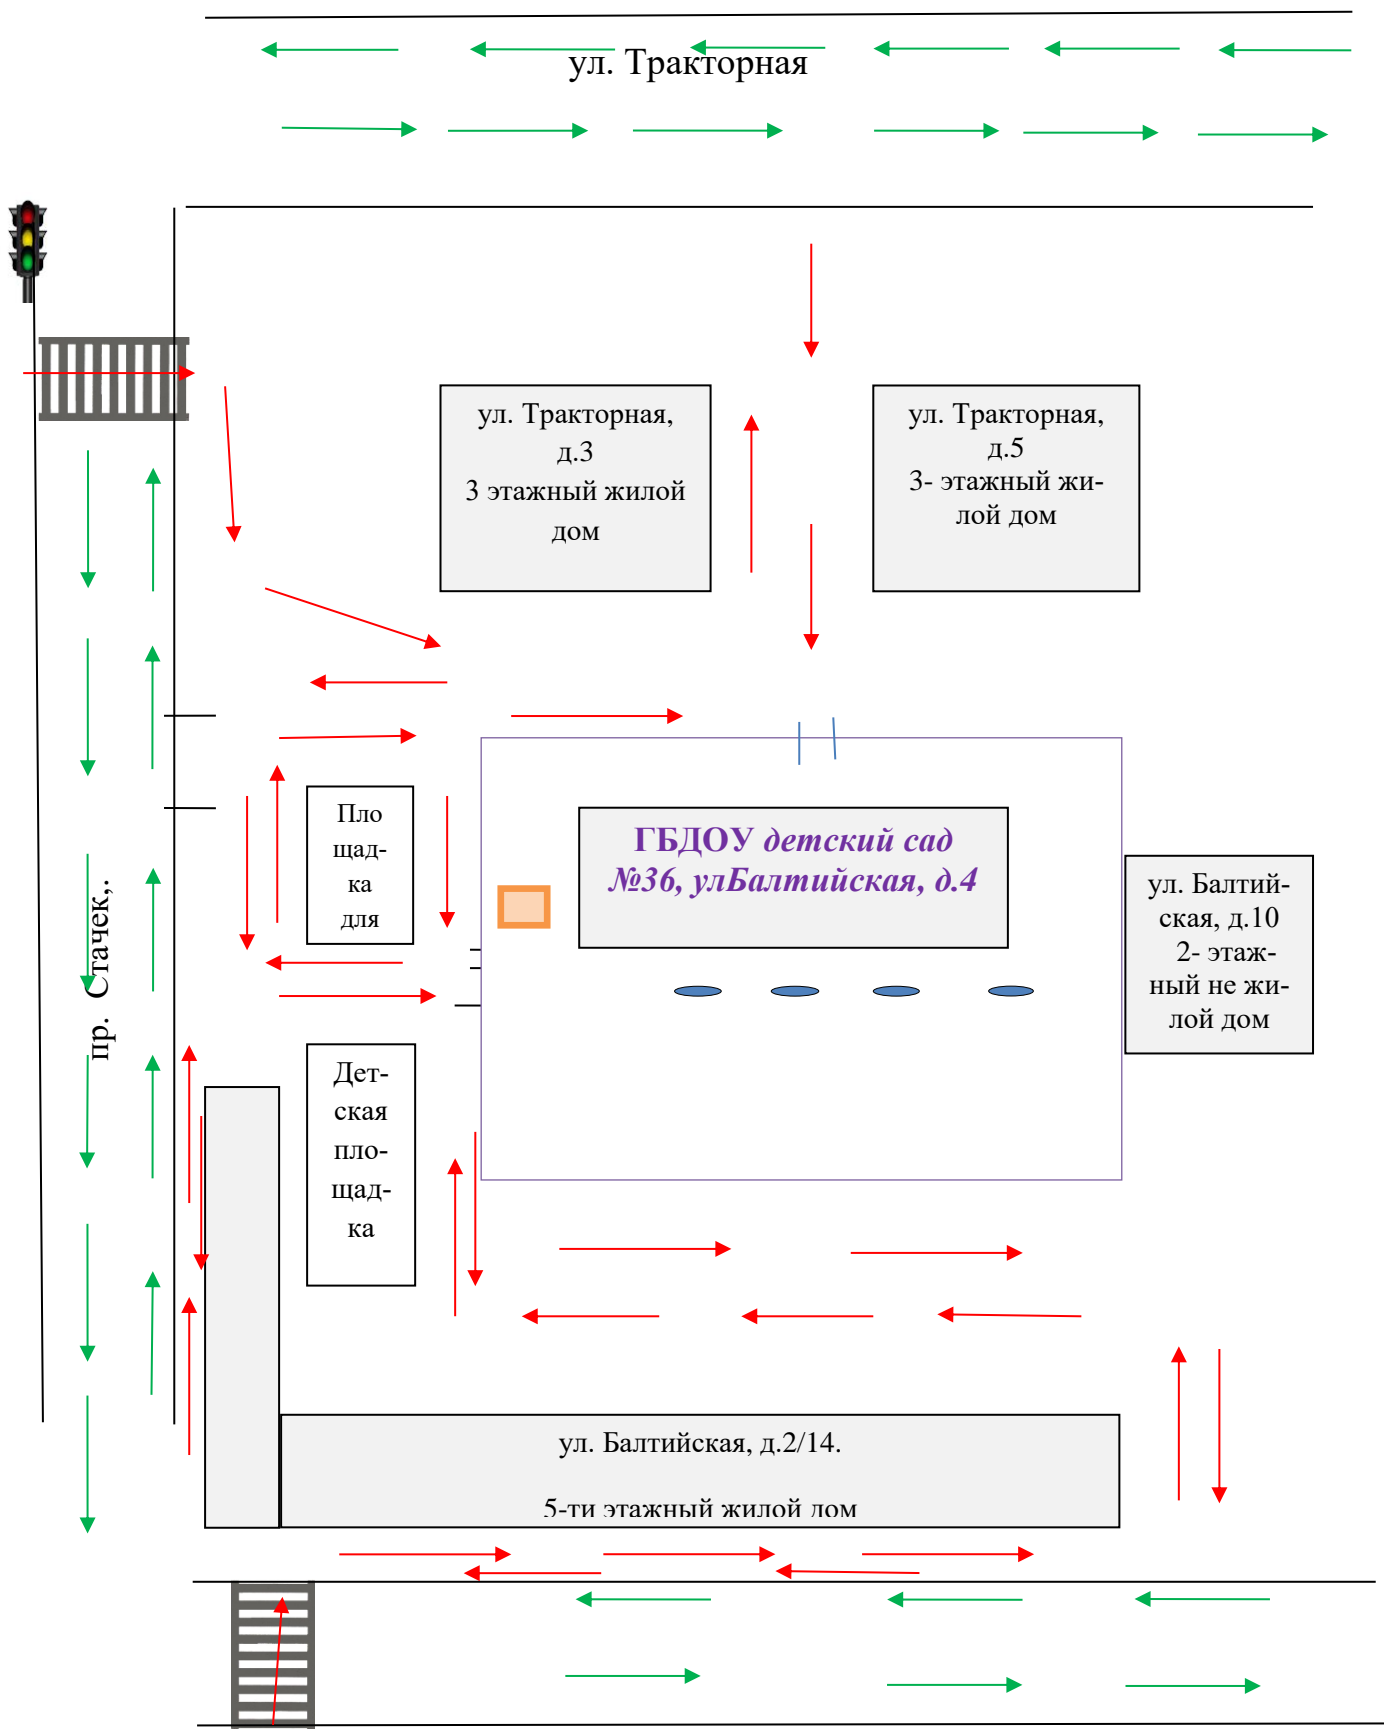 ул. Тракторная
ул. Тракторная,
д.3
3 этажный жилой
дом
ул. Тракторная,
д.5
3- этажный жи-
лой дом
Пло
щад-
ка
для
ГБДОУ детский сад
№36, улБалтийская, д.4
ул. Балтий-
ская, д.10
2- этаж-
ный не жи-
лой дом
пр.  Стачек,.
Дет-
ская
пло-
щад-
ка
ул. Балтийская, д.2/14.
5-ти этажный жилой дом